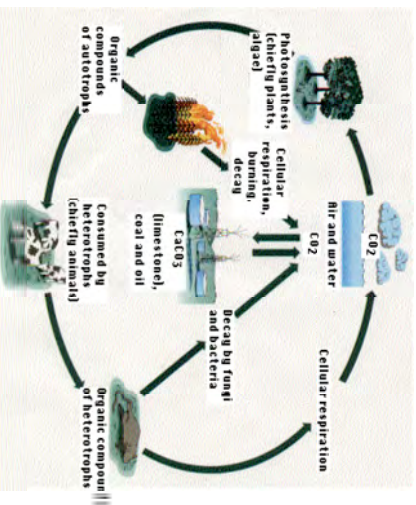 CO2
Air and water
CO2
Photosynthesis
(chiefly plants,
algae)
Cellular
respiration,
burning,
decay
Cellular respiration
Organic
compounds
of autotrophs
CaCO3
(limestone),
coal and oil
Decay by fungi
and bacteria
Consumed by
heterotrophs
(chiefly animals)
Organic compoun
of heterotrophs